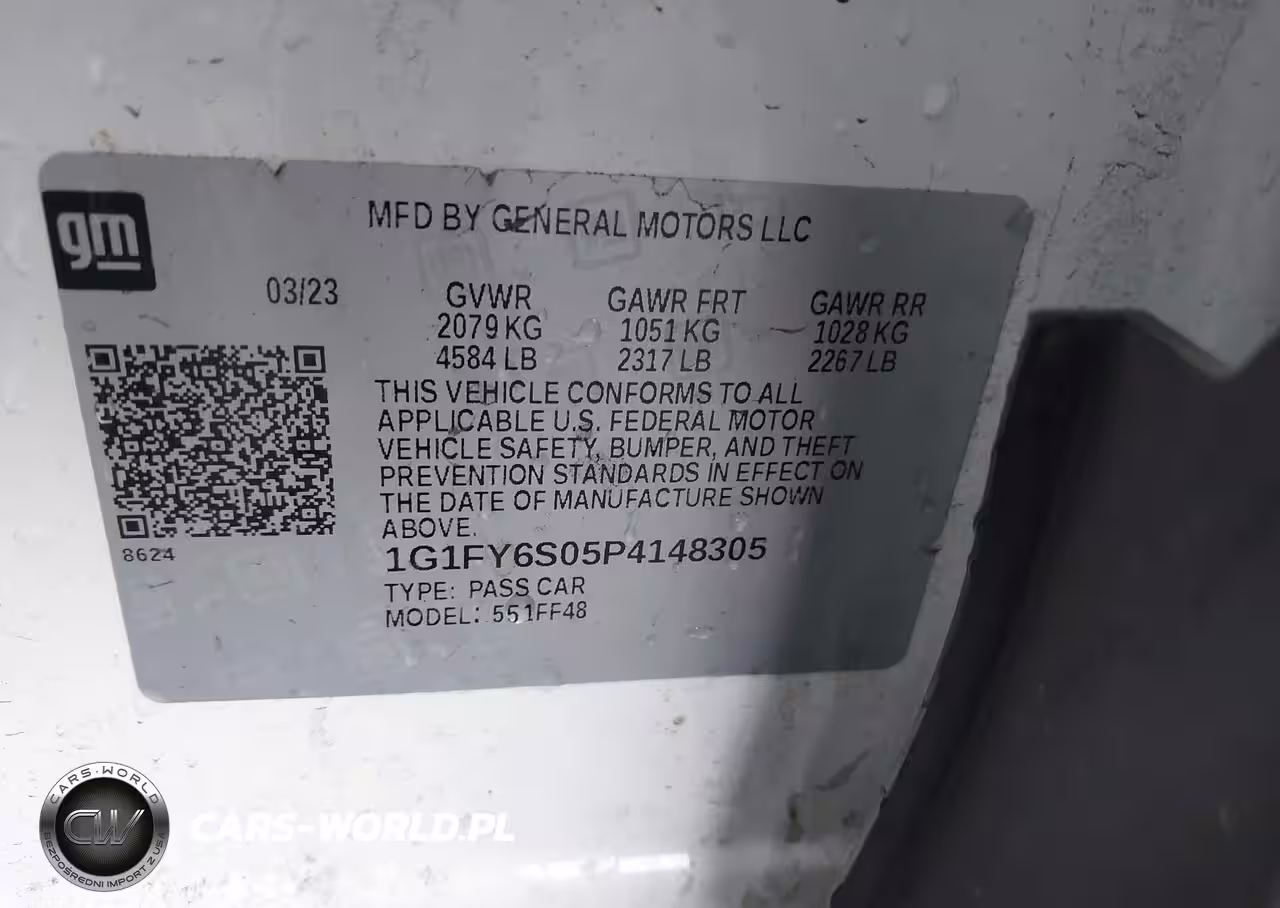 gm
MFD BY GENERAL MOTORS LLC
03/23
GVWR GAWR FRT GAWR RR
2079 KG 1051 KG 1028 KG
4584 LB 2317 LB 2267 LB
THIS VEHICLE CONFORMS TO ALL
APPLICABLE U.S. FEDERAL MOTOR
VEHICLE SAFETY, BUMPER, AND THEFT
PREVENTION STANDARDS IN EFFECT ON
THE DATE OF MANUFACTURE SHOWN
ABOVE.
8624
1G1FY6S05P4148305
TYPE: PASS CAR
MODEL: 551FF48
CARS-WORLD
CW
BEZPOŚREDNI IMPORT Z USA
CARS-WORLD.PL